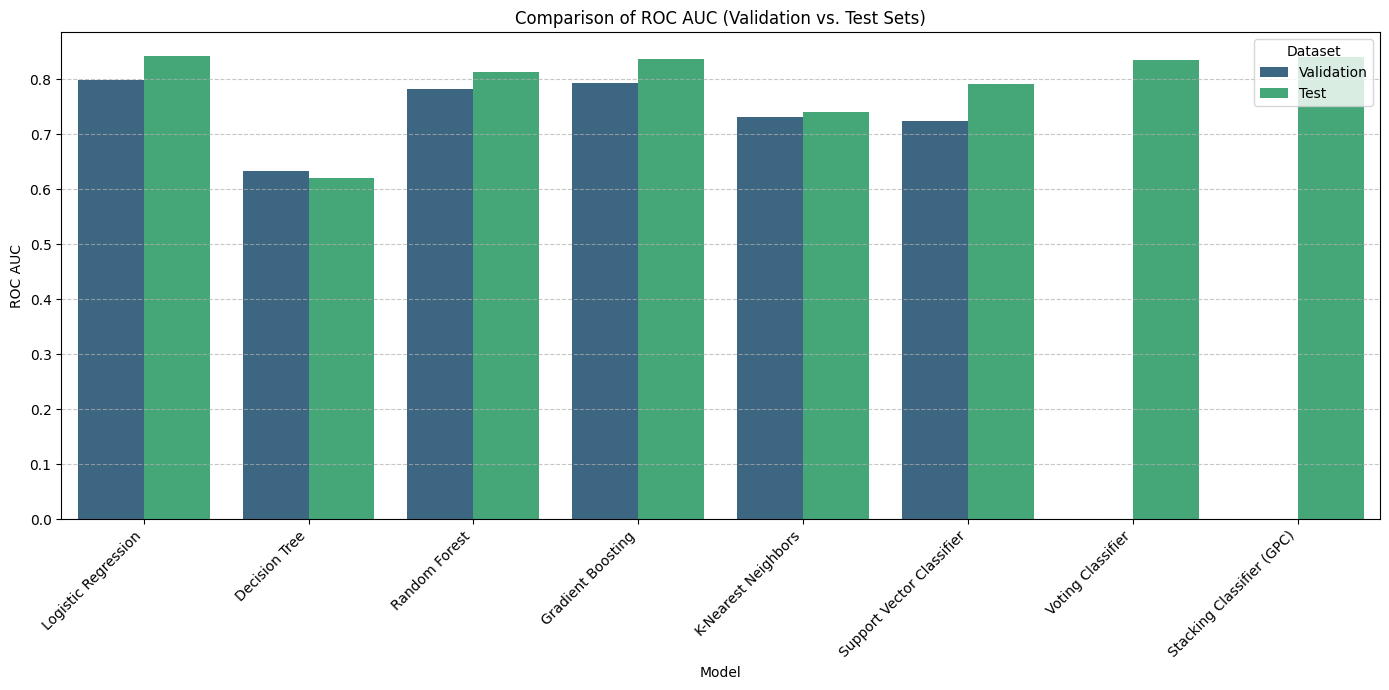 Comparison of ROC AUC (Validation vs. Test Sets)
Dataset
Validation
Test
ROC AUC
0.8
0.7
0.6
0.5
0.4
0.3
0.2
0.1
0.0
Logistic Regression
Decision Tree
Random Forest
Gradient Boosting
K-Nearest Neighbors
Support Vector Classifier
Voting Classifier
Stacking Classifier (GPC)
Model